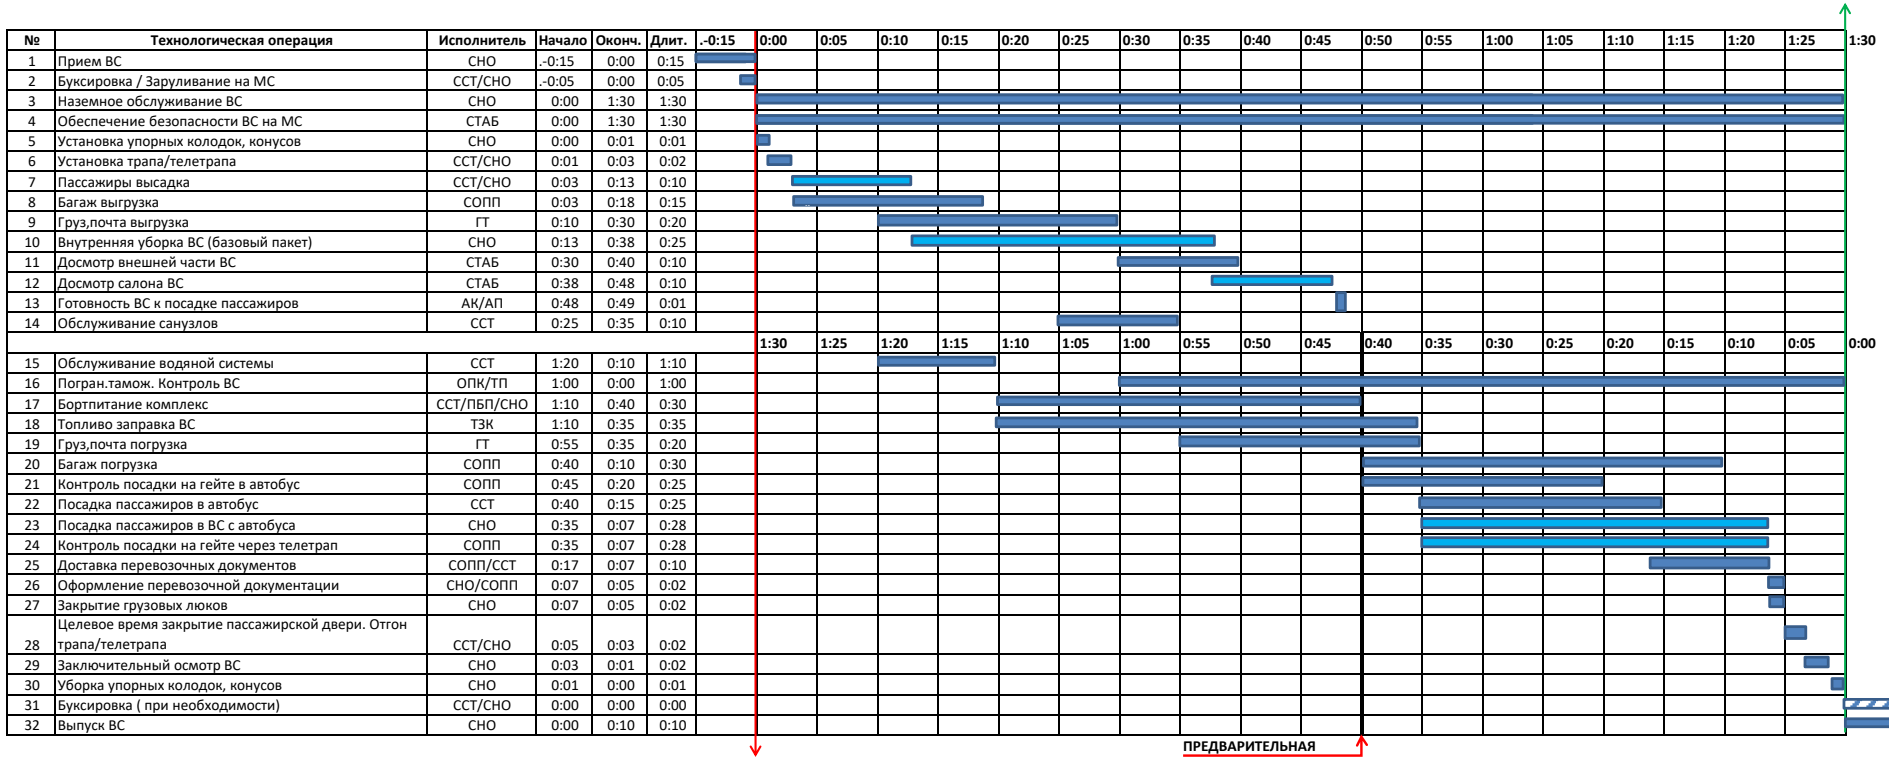 № Технологическая операция Исполнитель Начало Оконч. Длит. .-0:15 0:00 0:05 0:10 0:15 0:20 0:25 0:30 0:35 0:40 0:45 0:50 0:55 1:00 1:05 1:10 1:15 1:20 1:25 1:30
1 Прием ВС СНО .-0:15 0:00 0:15
2 Буксировка / Заруливание на МС ССТ/СНО .-0:05 0:00 0:05
3 Наземное обслуживание ВС СНО 0:00 1:30 1:30
4 Обеспечение безопасности ВС на МС СТАБ 0:00 1:30 1:30
5 Установка упорных колодок, конусов СНО 0:00 0:01 0:01
6 Установка трапа/телетрапа ССТ/СНО 0:01 0:03 0:02
7 Пассажиры высадка ССТ/СНО 0:03 0:13 0:10
8 Багаж выгрузка СОПП 0:03 0:18 0:15
9 Груз,почта выгрузка ГТ 0:10 0:30 0:20
10 Внутренняя уборка ВС (базовый пакет) СНО 0:13 0:38 0:25
11 Досмотр внешней части ВС СТАБ 0:30 0:40 0:10
12 Досмотр салона ВС СТАБ 0:38 0:48 0:10
13 Готовность ВС к посадке пассажиров АК/АП 0:48 0:49 0:01
14 Обслуживание санузлов ССТ 0:25 0:35 0:10
1:30 1:25 1:20 1:15 1:10 1:05 1:00 0:55 0:50 0:45 0:40 0:35 0:30 0:25 0:20 0:15 0:10 0:05 0:00
15 Обслуживание водяной системы ССТ 1:20 0:10 1:10
16 Погран.тамож. Контроль ВС ОПК/ТП 1:00 0:00 1:00
17 Бортпитание комплекс ССТ/ПБП/СНО 1:10 0:40 0:30
18 Топливо заправка ВС ТЗК 1:10 0:35 0:35
19 Груз,почта погрузка ГТ 0:55 0:35 0:20
20 Багаж погрузка СОПП 0:40 0:10 0:30
21 Контроль посадки на гейте в автобус СОПП 0:45 0:20 0:25
22 Посадка пассажиров в автобус ССТ 0:40 0:15 0:25
23 Посадка пассажиров в ВС с автобуса СНО 0:35 0:07 0:28
24 Контроль посадки на гейте через телетрап СОПП 0:35 0:07 0:28
25 Доставка перевозочных документов СОПП/ССТ 0:17 0:07 0:10
26 Оформление перевозочной документации СНО/СОПП 0:07 0:05 0:02
27 Закрытие грузовых люков СНО 0:07 0:05 0:02
Целевое время закрытие пассажирской двери. Отгон
28 трапа/телетрапа ССТ/СНО 0:05 0:03 0:02
29 Заключительный осмотр ВС СНО 0:03 0:01 0:02
30 Уборка упорных колодок, конусов СНО 0:01 0:00 0:01
31 Буксировка ( при необходимости) ССТ/СНО 0:00 0:00 0:00
32 Выпуск ВС СНО 0:00 0:10 0:10
ПРЕДВАРИТЕЛЬНАЯ